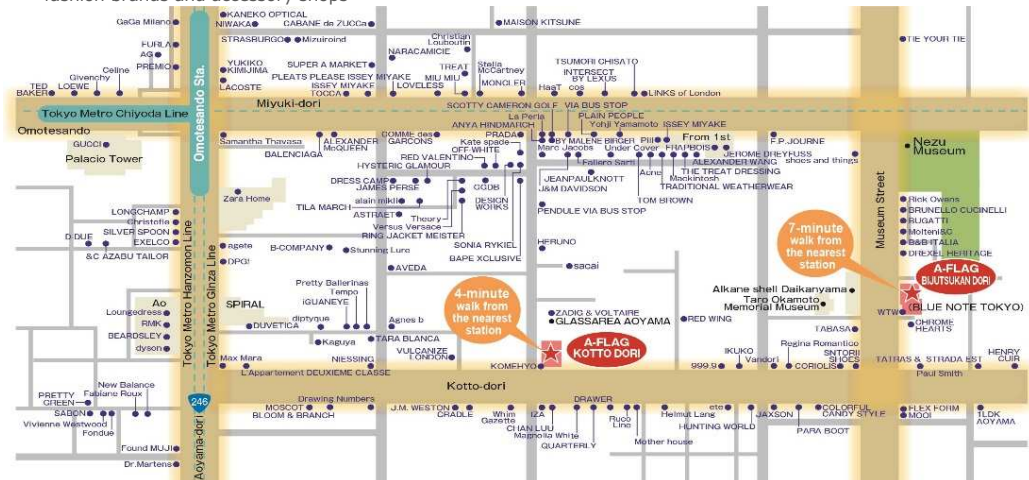 fashion brands and accessory shops
GaGa Milano
KANEKO OPTICAL
NIWAKA
CABANE de ZUCCa
MAISON KITSUNÉ
FURLA
AG
PREMIO
STRASBURGO
Mizuiroind
Christian
Louboutin
NARACAMICIE
TIE YOUR TIE
Celine
Givenchy
LOEWE
TED
BAKER
Omotesando Sta.
YUKIKO
KIMIJIMA
LACOSTE
SUPER A MARKET
PLEATS PLEASE ISSEY MIYAKE
ISSEY MIYAKE
TOCCA
TREAT
MIU MIU
LOVELESS
Stella
McCartney
MONCLER
TSUMORI CHISATO
INTERSECT
BY LEXUS
HaaT
cos
LINKS of London
Tokyo Metro Chiyoda Line
Miyuki-dori
SCOTTY CAMERON GOLF
VIA BUS STOP
La Perla
PLAIN PEOPLE
ANYA HINDMARCH
Yohji Yamamoto
ISSEY MIYAKE
Omotesando
GUCCI
Palacio Tower
Samantha Thavasa
BALENCIAGA
ALEXANDER
McQUEEN
COMME des
GARCONS
PRADA
Kate spade
OFF-WHITE
RED VALENTINO
HYSTERIC GLAMOUR
BY MALENE BIRGER
Pili
From 1st
Marc Jacobs
Under Cover
FRAPBOIS
JEROME DREYFUSS
F.P.JOURNE
shoes and things
Faliero Sarti
ALEXANDER WANG
Acne
THE TREAT DRESSING
Mackintosh
TRADITIONAL WEATHERWEAR
TOM BROWN
JEANPAULKNOTT
J&M DAVIDSON
PENDULE VIA BUS STOP
Nezu
Museum
Zara Home
DRESS CAMP
JAMES PERSE
alain mikli
TILA MARCH
CGDB
DESIGN
WORKS
ASTRAET
Theory
Versus Versace
RING JACKET MEISTER
SONIA RYKIEL
BAPE XCLUSIVE
HERUNO
sacai
LONGCHAMP
Christofle
SILVER SPOON
EXELCO
D DUE
&C AZABU TAILOR
agete
DPG!
B-COMPANY
Stunning Lure
AVEDA
Museum Street
7-minute
walk from
the nearest
station
Rick Owens
BRUNELLO CUCINELLI
BUGATTI
Molteni&C
B&B ITALIA
DREXEL HERITAGE
A-FLAG
BIJUTSUKAN DORI
(BLUE NOTE TOKYO)
WTW
CHROME
HEARTS
Alkane shell Daikanyama
Taro Okamoto
Memorial Museum
TABASA
Tokyo Metro Hanzomon Line
Tokyo Metro Ginza Line
Ao
Loungedress
RMK
BEARDSLEY
dyson
SPIRAL
DUVETICA
Pretty Ballerinas
Tempo
iGUANEYE
diptyque
Kaguya
Agnes b
TARA BLANCA
VULCANIZE
LONDON
4-minute
walk from
the nearest
station
ZADIG & VOLTAIRE
GLASSAREA AOYAMA
A-FLAG
KOTTO DORI
KOMEHYO
RED WING
999.9
IKUKO
Vandori
Regina Romantico
CORIOLIS
SNTORII
SHOES
TATRAS & STRADA EST
HENRY
CUIR
Paul Smith
Max Mara
L'Appartement DEUXIEME CLASSE
NIESSING
Kotto-dori
246
Aoyama-dori
PRETTY
GREEN
New Balance
Fabiane Roux
SABON
Vivienne Westwood
Fondue
Found MUJI
Dr.Martens
Drawing Numbers
MOSCOT
BLOOM & BRANCH
J.M. WESTON
CRADLE
Whim
Gazette
IZA
CHAN LUU
Magnolia White
DRAWER
QUARTERLY
Ruco
Line
Mother house
Helmut Lang
ete
HUNTING WORLD
JAXSON
PARA BOOT
COLORFUL
CANDY STYLE
FLEX FORM
MOOI
1LDK
AOYAMA